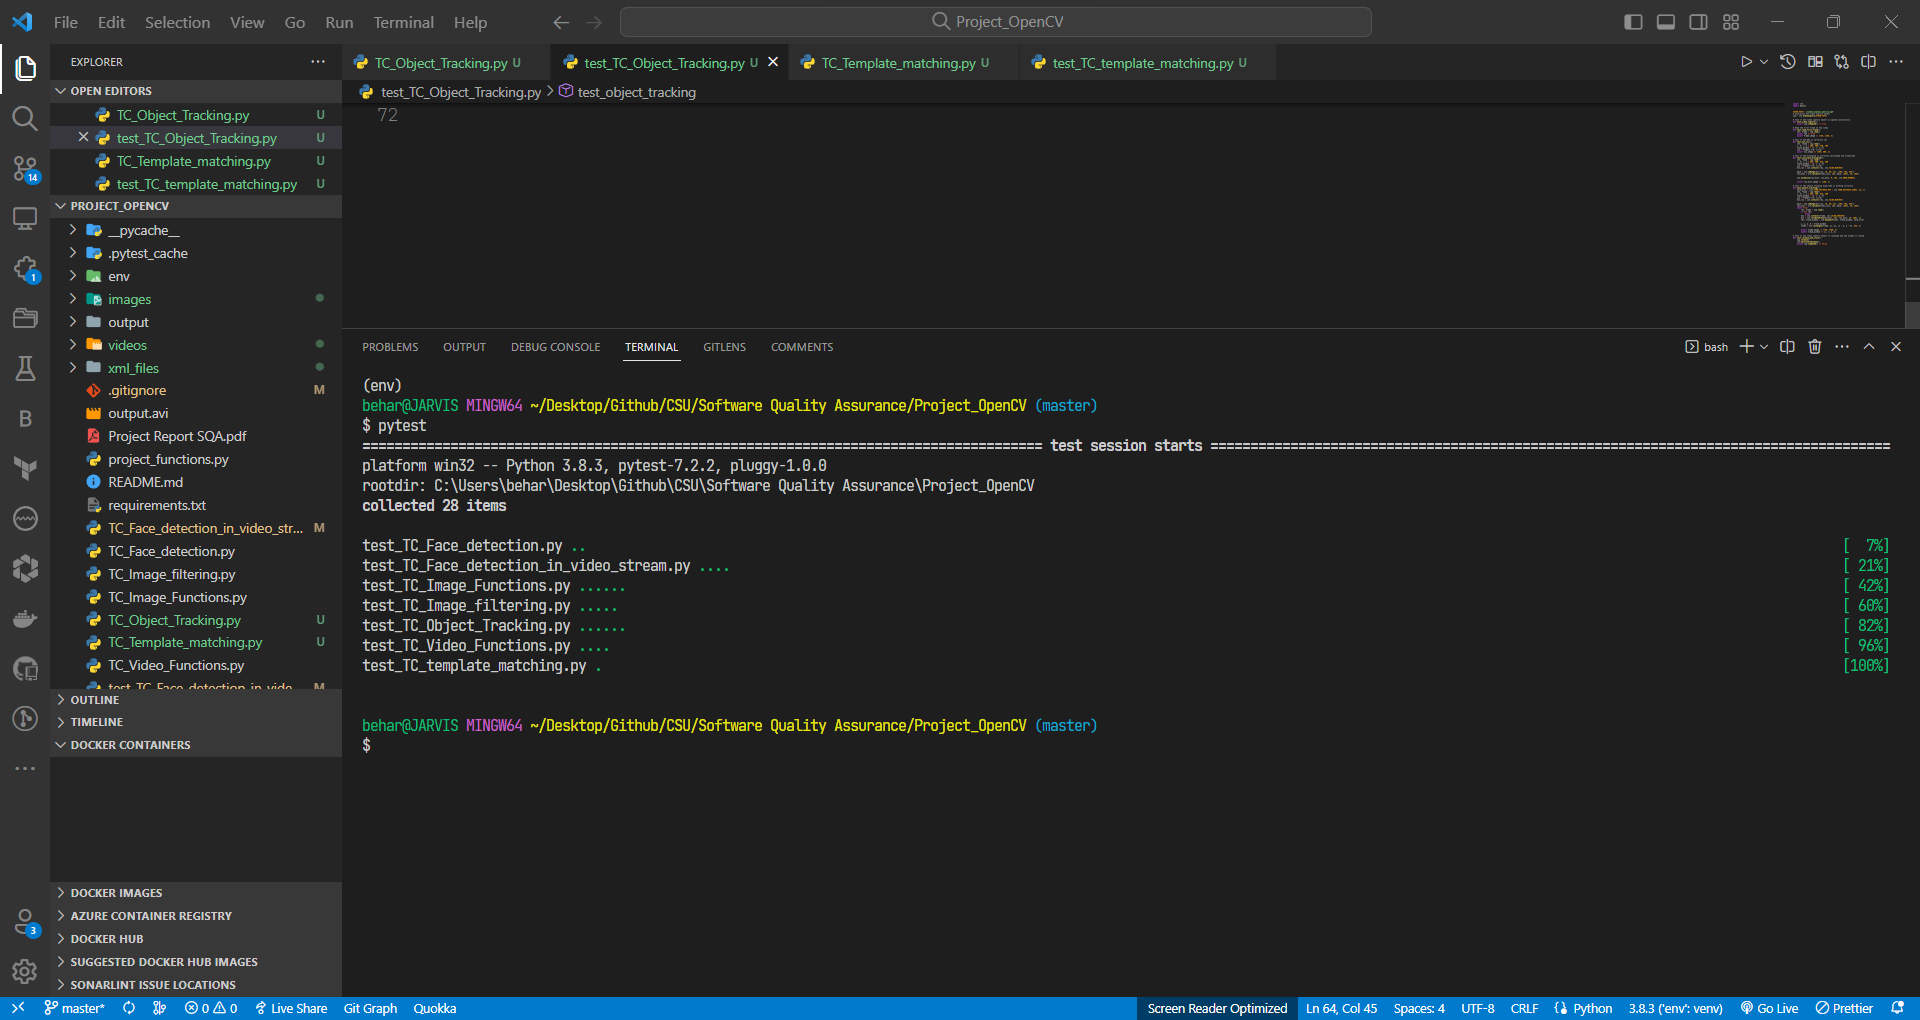 File Edit Selection View Go Run Terminal Help
Project_OpenCV
EXPLORER
OPEN EDITORS
TC_Object_Tracking.py U
test_TC_Object_Tracking.py U
TC_Template_matching.py U
test_TC_template_matching.py U
PROJECT_OPENCV
__pycache__
.pytest_cache
env
images
output
videos
xml_files
.gitignore M
output.avi
Project Report SQA.pdf
project_functions.py
README.md
requirements.txt
TC_Face_detection_in_video_str... M
TC_Face_detection.py
TC_Image_filtering.py
TC_Image_Functions.py
TC_Object_Tracking.py U
TC_Template_matching.py U
TC_Video_Functions.py
test_TC_Face_detection_in_vide... M
OUTLINE
TIMELINE
DOCKER CONTAINERS
DOCKER IMAGES
AZURE CONTAINER REGISTRY
DOCKER HUB
SUGGESTED DOCKER HUB IMAGES
SONARLINT ISSUE LOCATIONS
14
1
B
3
TC_Object_Tracking.py U test_TC_Object_Tracking.py U TC_Template_matching.py U test_TC_template_matching.py U
test_TC_Object_Tracking.py > test_object_tracking
72
PROBLEMS OUTPUT DEBUG CONSOLE TERMINAL GITLENS COMMENTS
bash
(env)
behar@JARVIS MINGW64 ~/Desktop/Github/CSU/Software Quality Assurance/Project_OpenCV (master)
$ pytest
===================================================================================== test session starts =====================================================================================
platform win32 -- Python 3.8.3, pytest-7.2.2, pluggy-1.0.0
rootdir: C:\Users\behar\Desktop\Github\CSU\Software Quality Assurance\Project_OpenCV
collected 28 items
test_TC_Face_detection.py .. [  7%]
test_TC_Face_detection_in_video_stream.py .... [ 21%]
test_TC_Image_Functions.py ...... [ 42%]
test_TC_Image_filtering.py ..... [ 60%]
test_TC_Object_Tracking.py ...... [ 82%]
test_TC_Video_Functions.py .... [ 96%]
test_TC_template_matching.py . [100%]
behar@JARVIS MINGW64 ~/Desktop/Github/CSU/Software Quality Assurance/Project_OpenCV (master)
$
master* 0 0 Live Share Git Graph Quokka Screen Reader Optimized Ln 64, Col 45 Spaces: 4 UTF-8 CRLF Python 3.8.3 ('env': venv) Go Live Prettier